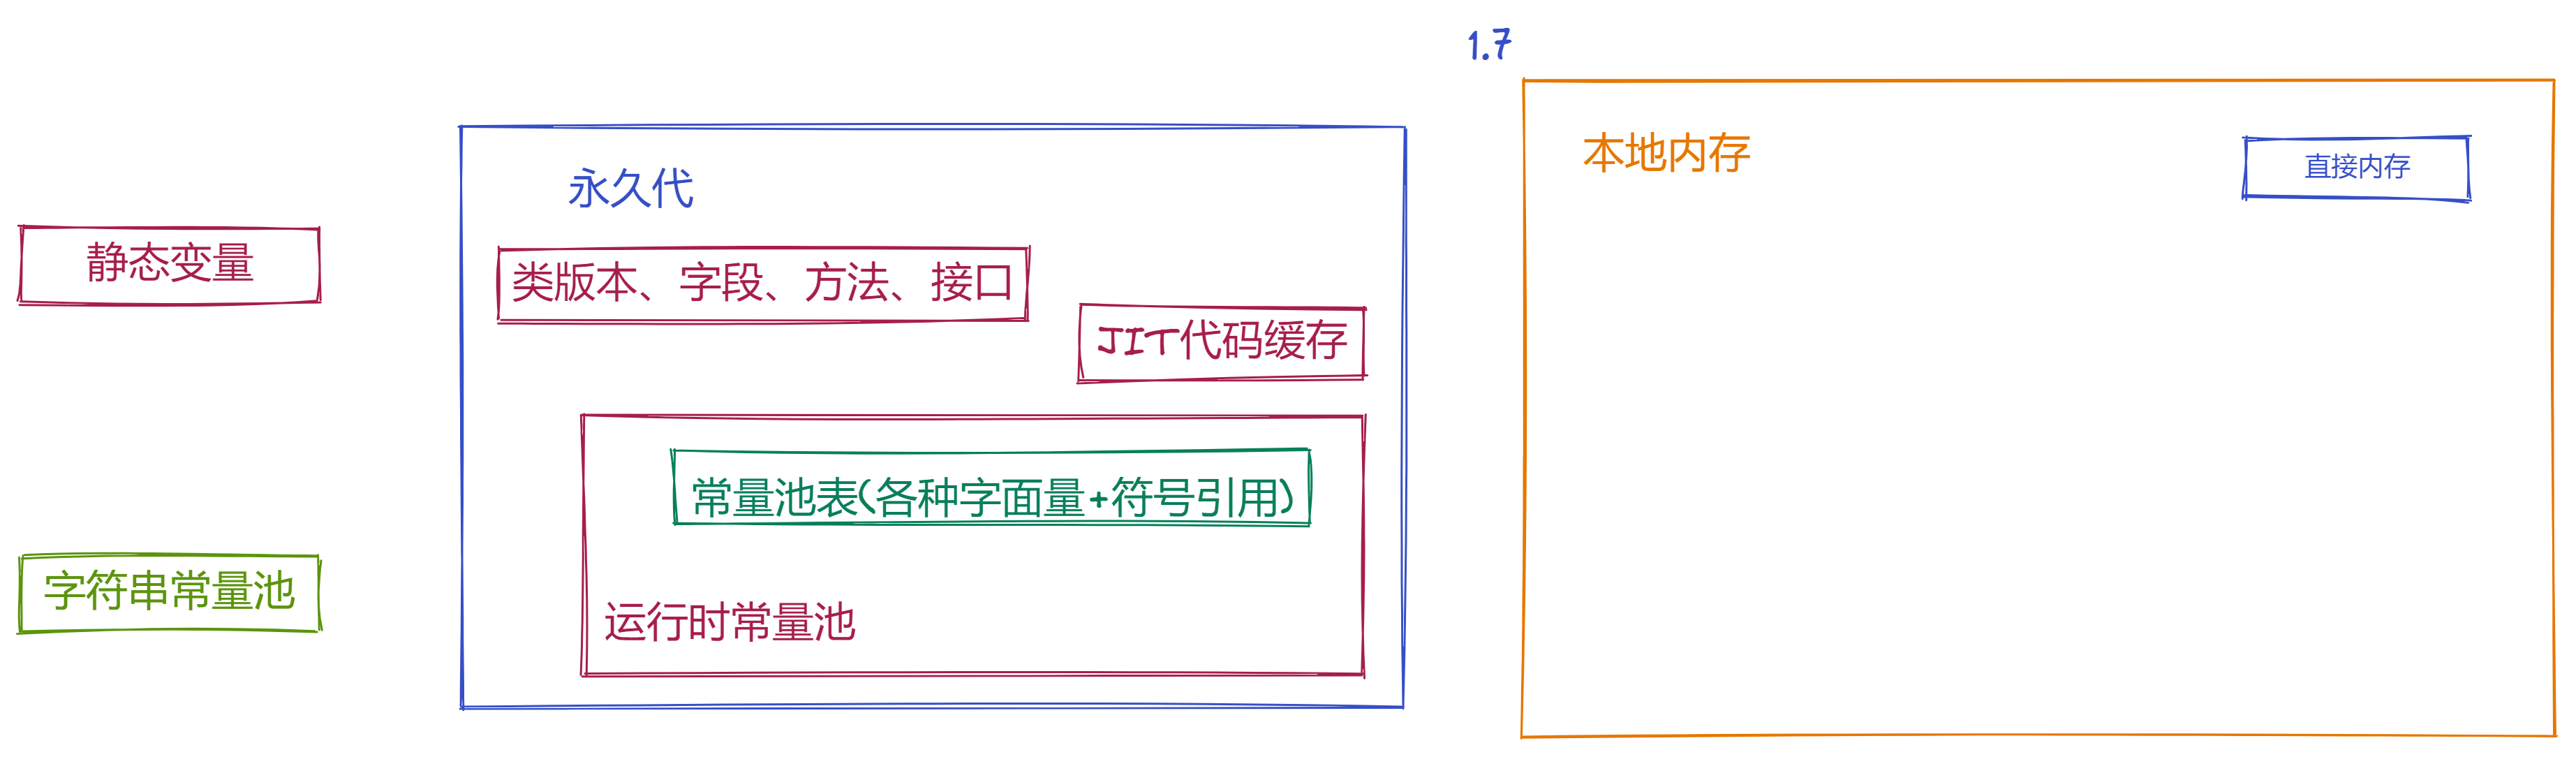 1.7
本地内存
直接内存
永久代
静态变量
类版本、字段、方法、接口
JIT代码缓存
常量池表(各种字面量+符号引用)
字符串常量池
运行时常量池